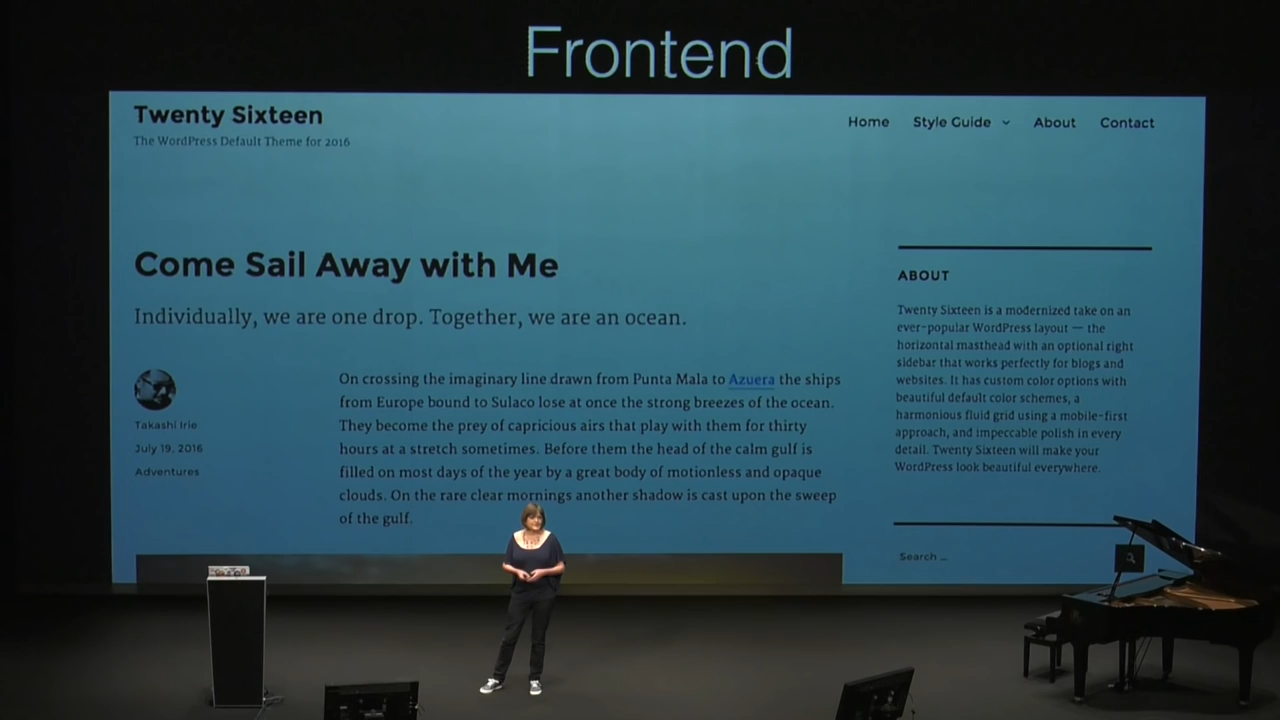 Frontend
Twenty Sixteen
The WordPress Default Theme for 2016
Home Style Guide About Contact
Come Sail Away with Me
Individually, we are one drop. Together, we are an ocean.
Takashi Irie
July 19, 2016
Adventures
On crossing the imaginary line drawn from Punta Mala to Azuera the ships
from Europe bound to Sulaco lose at once the strong breezes of the ocean.
They become the prey of capricious airs that play with them for thirty
hours at a stretch sometimes. Before them the head of the calm gulf is
filled on most days of the year by a great body of motionless and opaque
clouds. On the rare clear mornings another shadow is cast upon the sweep
of the gulf.
ABOUT
Twenty Sixteen is a modernized take on an
ever-popular WordPress layout — the
horizontal masthead with an optional right
sidebar that works perfectly for blogs and
websites. It has custom color options with
beautiful default color schemes, a
harmonious fluid grid using a mobile-first
approach, and impeccable polish in every
detail. Twenty Sixteen will make your
WordPress look beautiful everywhere.
Search …